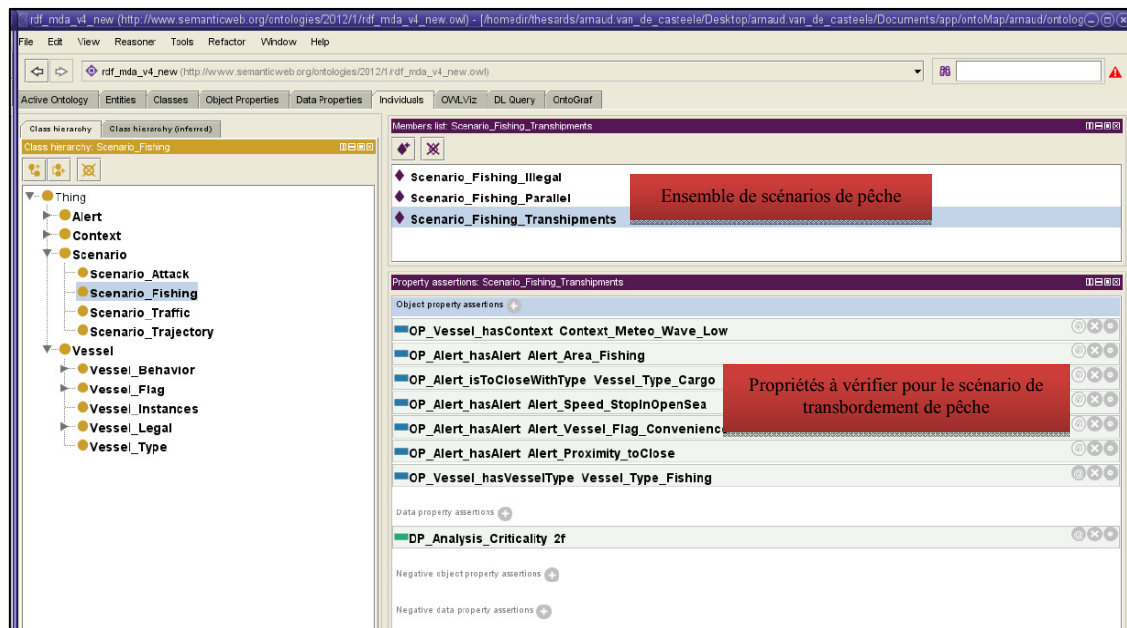 rdf_mda_v4_new (http://www.semanticweb.org/ontologies/2012/1/rdf_mda_v4_new.owl) - [/homedir/thesards/arnaud.van_de_casteele/Desktop/arnaud.van_de_casteele/Documents/app/ontoMap/arnaud/ontolog
File Edit View Reasoner Tools Refactor Window Help
rdf_mda_v4_new (http://www.semanticweb.org/ontologies/2012/1/rdf_mda_v4_new.owl)
Active Ontology Entities Classes Object Properties Data Properties Individuals OWLViz DL Query OntoGraf
Class hierarchy Class hierarchy (inferred)
Class hierarchy: Scenario_Fishing
Thing
Alert
Context
Scenario
Scenario_Attack
Scenario_Fishing
Scenario_Traffic
Scenario_Trajectory
Vessel
Vessel_Behavior
Vessel_Flag
Vessel_Instances
Vessel_Legal
Vessel_Type
Members list: Scenario_Fishing_Transhipments
Scenario_Fishing_Illegal
Scenario_Fishing_Parallel
Scenario_Fishing_Transhipments
Ensemble de scénarios de pêche
Property assertions: Scenario_Fishing_Transhipments
Object property assertions
OP_Vessel_hasContext Context_Meteo_Wave_Low
OP_Alert_hasAlert Alert_Area_Fishing
OP_Alert_isToCloseWithType Vessel_Type_Cargo
OP_Alert_hasAlert Alert_Speed_StopInOpenSea
OP_Alert_hasAlert Alert_Vessel_Flag_Convenience
OP_Alert_hasAlert Alert_Proximity_toClose
OP_Vessel_hasVesselType Vessel_Type_Fishing
Propriétés à vérifier pour le scénario de
transbordement de pêche
Data property assertions
DP_Analysis_Criticality 2f
Negative object property assertions
Negative data property assertions